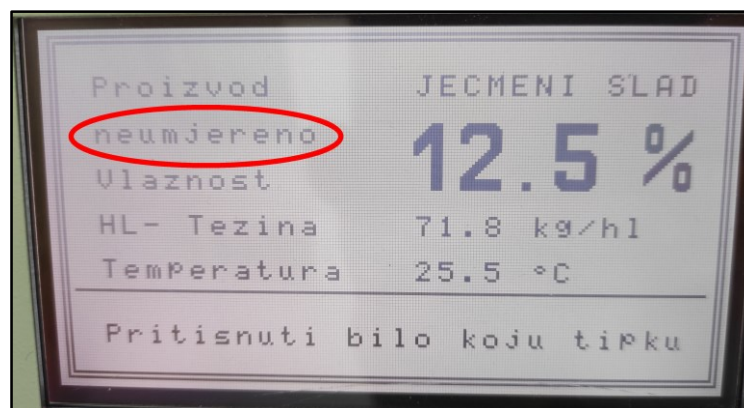 Proizvod JECMENI SLAD
neumjereno 12.5 %
Vlaznost
HL- Tezina 71.8 kg/hl
Temperatura 25.5 °C
Pritisnuti bilo koju tipku